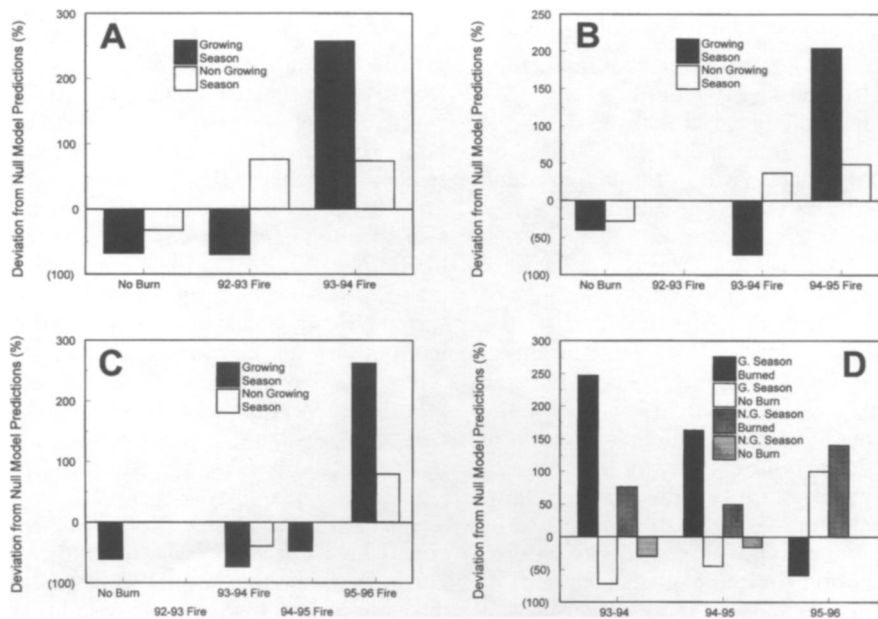 A
Deviation from Null Model Predictions (%)
300
200
100
0
(100)
Growing
Season
Non Growing
Season
No Burn
92-93 Fire
93-94 Fire
B
Deviation from Null Model Predictions (%)
250
200
150
100
50
0
(50)
(100)
Growing
Season
Non Growing
Season
No Burn
92-93 Fire
93-94 Fire
94-95 Fire
C
Deviation from Null Model Predictions (%)
300
200
100
0
(100)
Growing
Season
Non Growing
Season
No Burn
92-93 Fire
93-94 Fire
94-95 Fire
95-96 Fire
D
Deviation from Null Model Predictions (%)
300
250
200
150
100
50
0
(50)
(100)
G. Season
Burned
G. Season
No Burn
N.G. Season
Burned
N.G. Season
No Burn
93-94
94-95
95-96